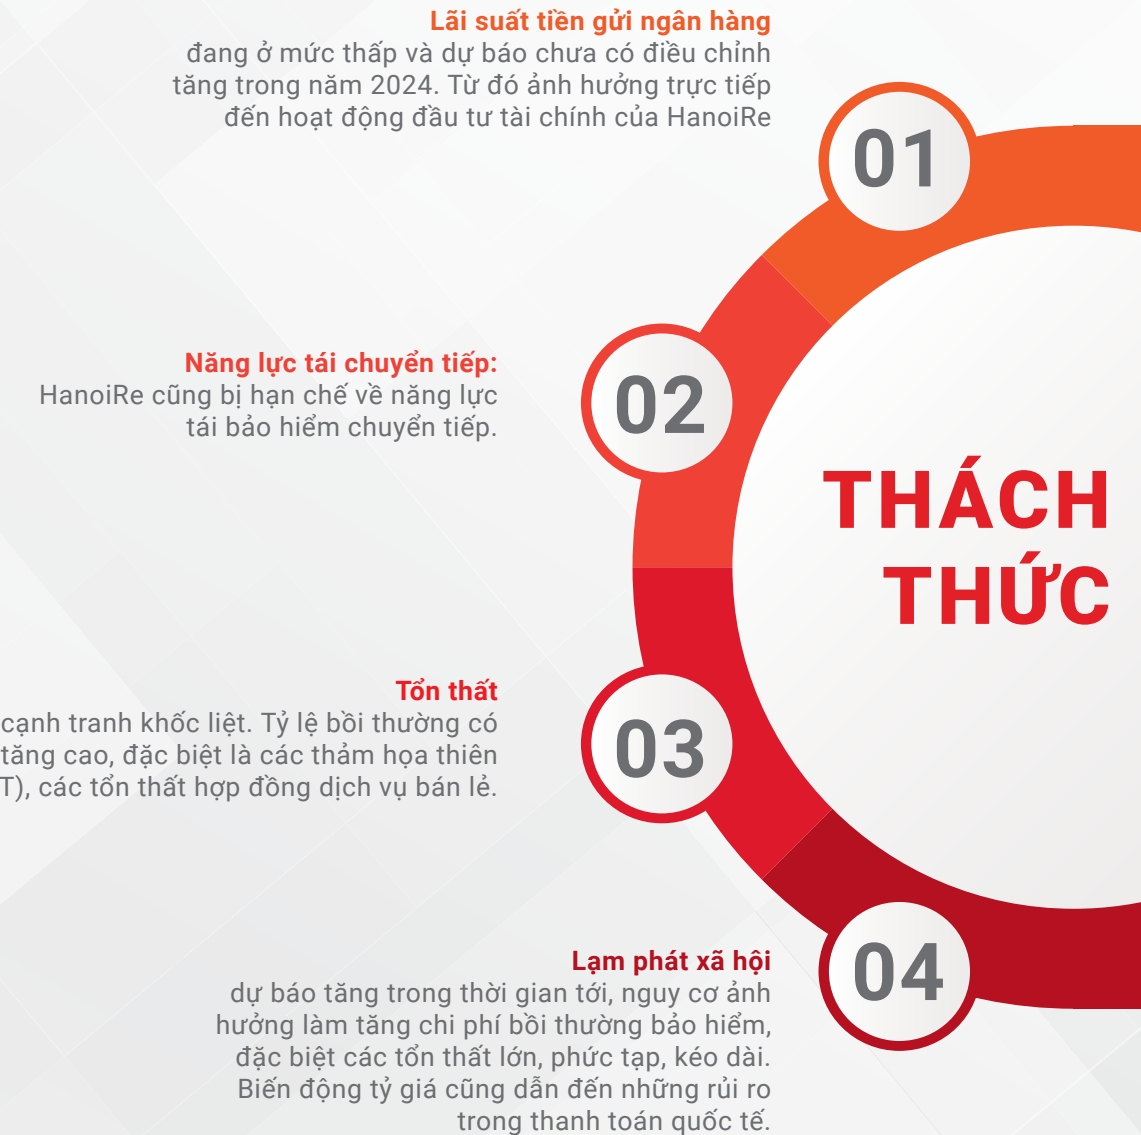 Lãi suất tiền gửi ngân hàng
đang ở mức thấp và dự báo chưa có điều chỉnh
tăng trong năm 2024. Từ đó ảnh hưởng trực tiếp
đến hoạt động đầu tư tài chính của HanoiRe
01
Năng lực tái chuyển tiếp:
HanoiRe cũng bị hạn chế về năng lực
tái bảo hiểm chuyển tiếp.
02
THÁCH
THỨC
Tổn thất
cạnh tranh khốc liệt. Tỷ lệ bồi thường có
tăng cao, đặc biệt là các thảm họa thiên
T), các tổn thất hợp đồng dịch vụ bán lẻ.
03
Lạm phát xã hội
dự báo tăng trong thời gian tới, nguy cơ ảnh
hưởng làm tăng chi phí bồi thường bảo hiểm,
đặc biệt các tổn thất lớn, phức tạp, kéo dài.
Biến động tỷ giá cũng dẫn đến những rủi ro
trong thanh toán quốc tế.
04